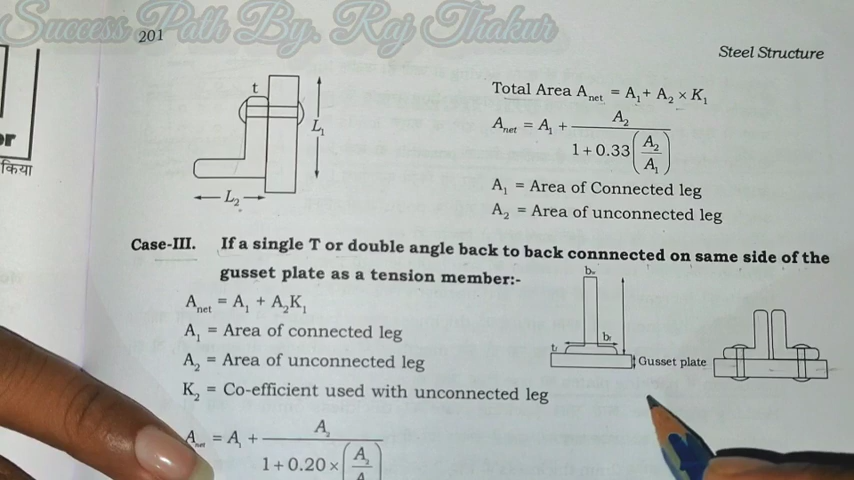 Success Path By. Raj Thakur
201
Steel Structure
or
किया
t
L₁
L₂
Total Area Aₙₑₜ = A₁ + A₂ × K₁
Aₙₑₜ = A₁ + A₂ / (1 + 0.33 (A₂ / A₁))
A₁ = Area of Connected leg
A₂ = Area of unconnected leg
Case-III. If a single T or double angle back to back connnected on same side of the
gusset plate as a tension member:-
Aₙₑₜ = A₁ + A₂K₁
A₁ = Area of connected leg
A₂ = Area of unconnected leg
K₂ = Co-efficient used with unconnected leg
Gusset plate
Aₙₑₜ = A₁ + A₂ / (1 + 0.20 × (A₂ / A